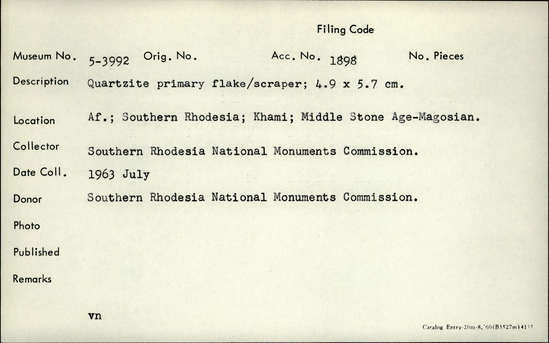 Filing Code
Museum No. 5-3992 Orig. No. Acc. No. 1898 No. Pieces
Description Quartzite primary flake/scraper; 4.9 x 5.7 cm.
Location Af.; Southern Rhodesia; Khami; Middle Stone Age-Magosian.
Collector Southern Rhodesia National Monuments Commission.
Date Coll. 1963 July
Donor Southern Rhodesia National Monuments Commission.
Photo
Published
Remarks
vn
Catalog Entry